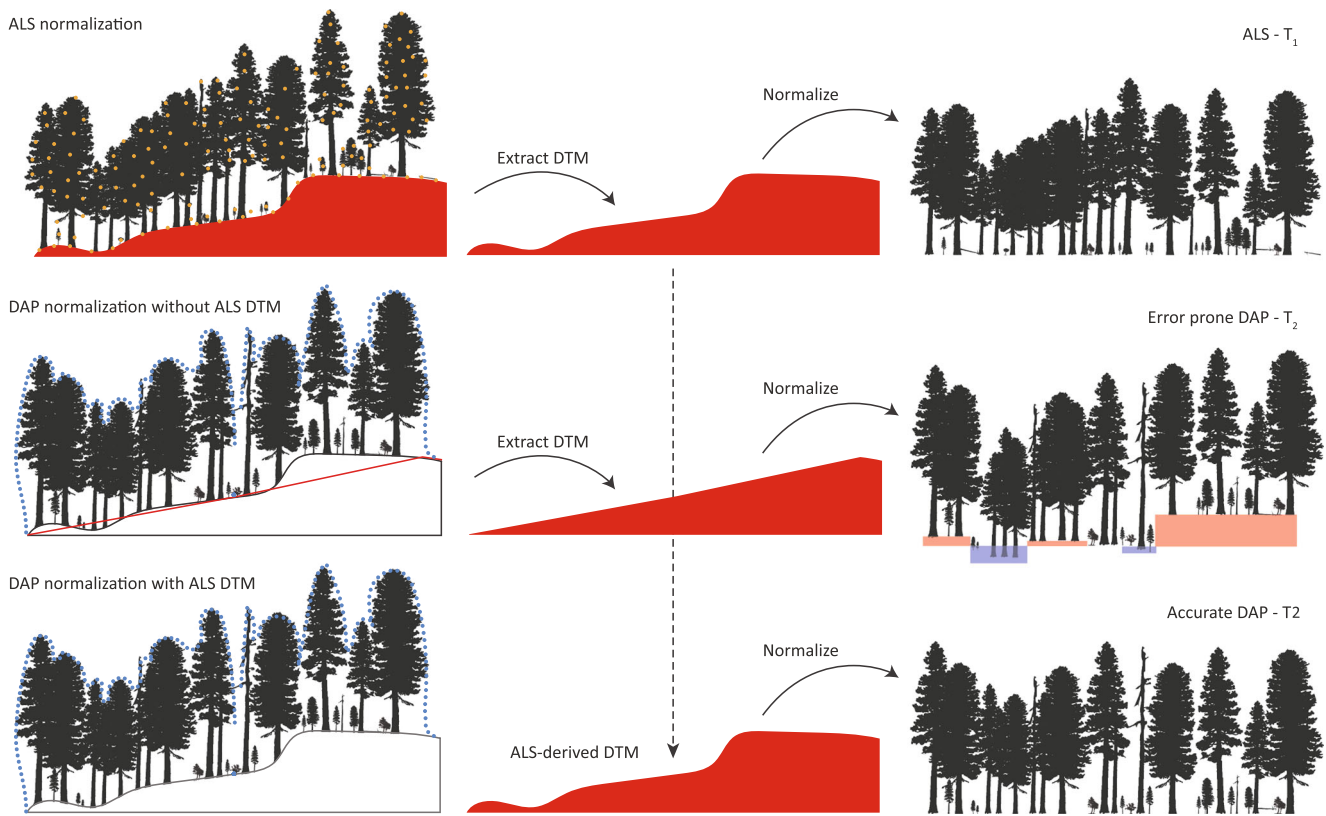 ALS normalization
Extract DTM
Normalize
ALS - T₁
DAP normalization without ALS DTM
Extract DTM
Normalize
Error prone DAP - T₂
DAP normalization with ALS DTM
ALS-derived DTM
Normalize
Accurate DAP - T2